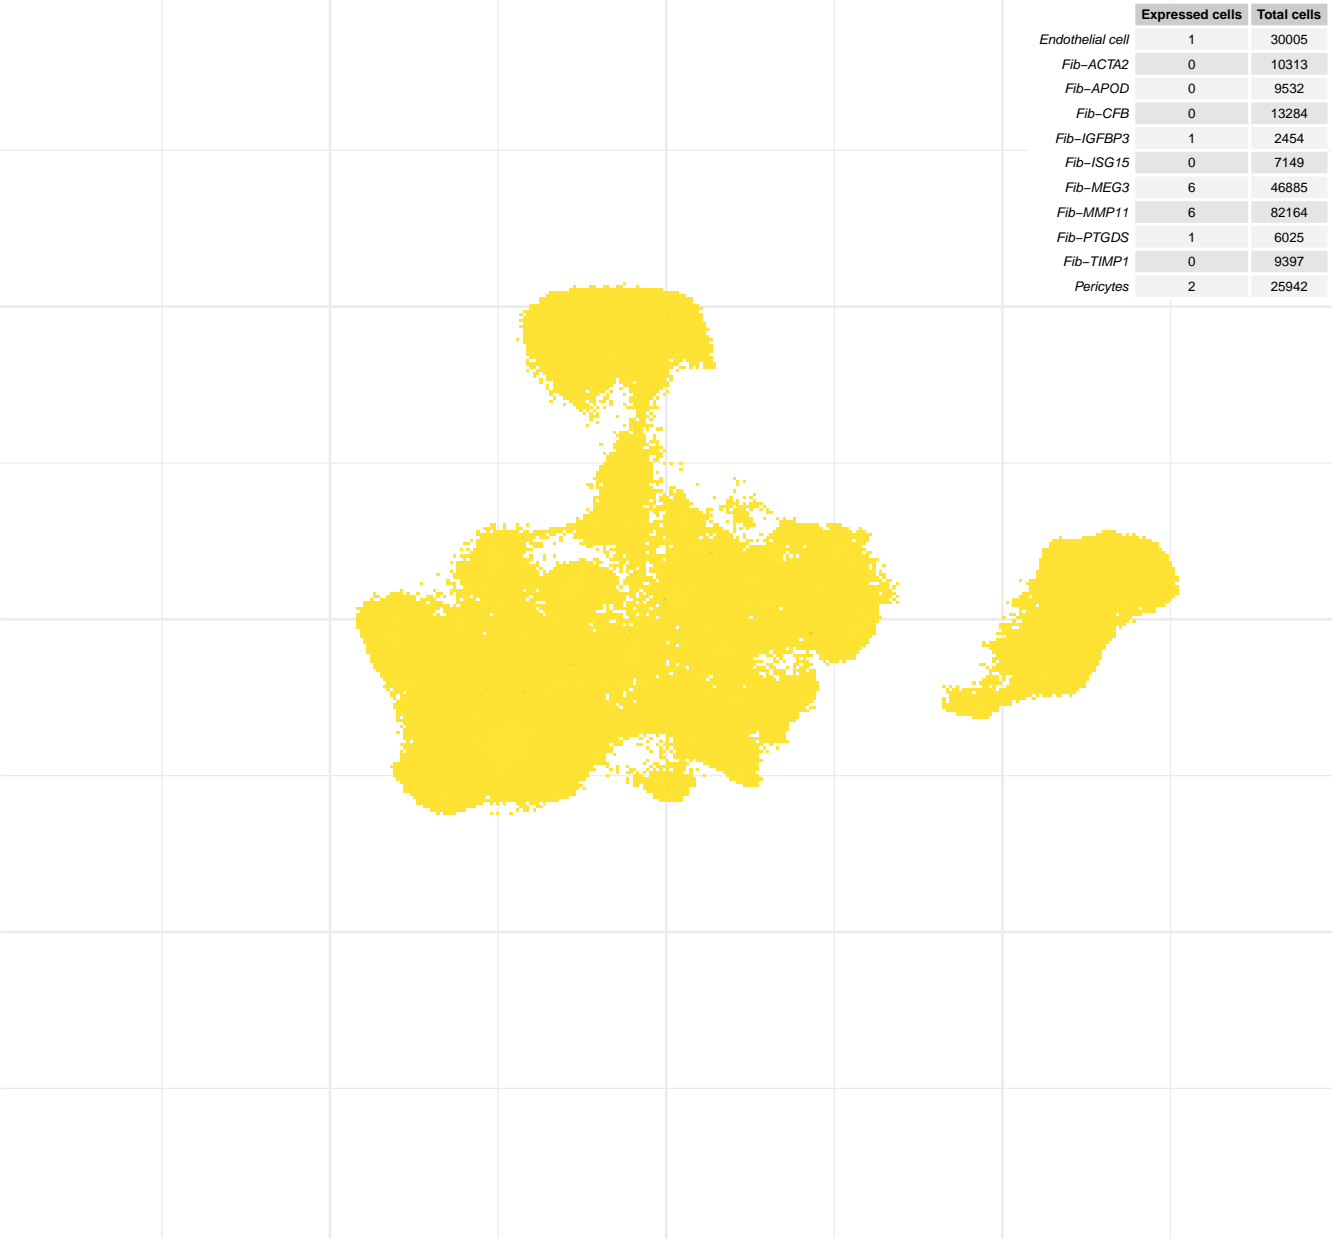 Expressed cells Total cells
Endothelial cell 1 30005
Fib−ACTA2 0 10313
Fib−APOD 0 9532
Fib−CFB 0 13284
Fib−IGFBP3 1 2454
Fib−ISG15 0 7149
Fib−MEG3 6 46885
Fib−MMP11 6 82164
Fib−PTGDS 1 6025
Fib−TIMP1 0 9397
Pericytes 2 25942